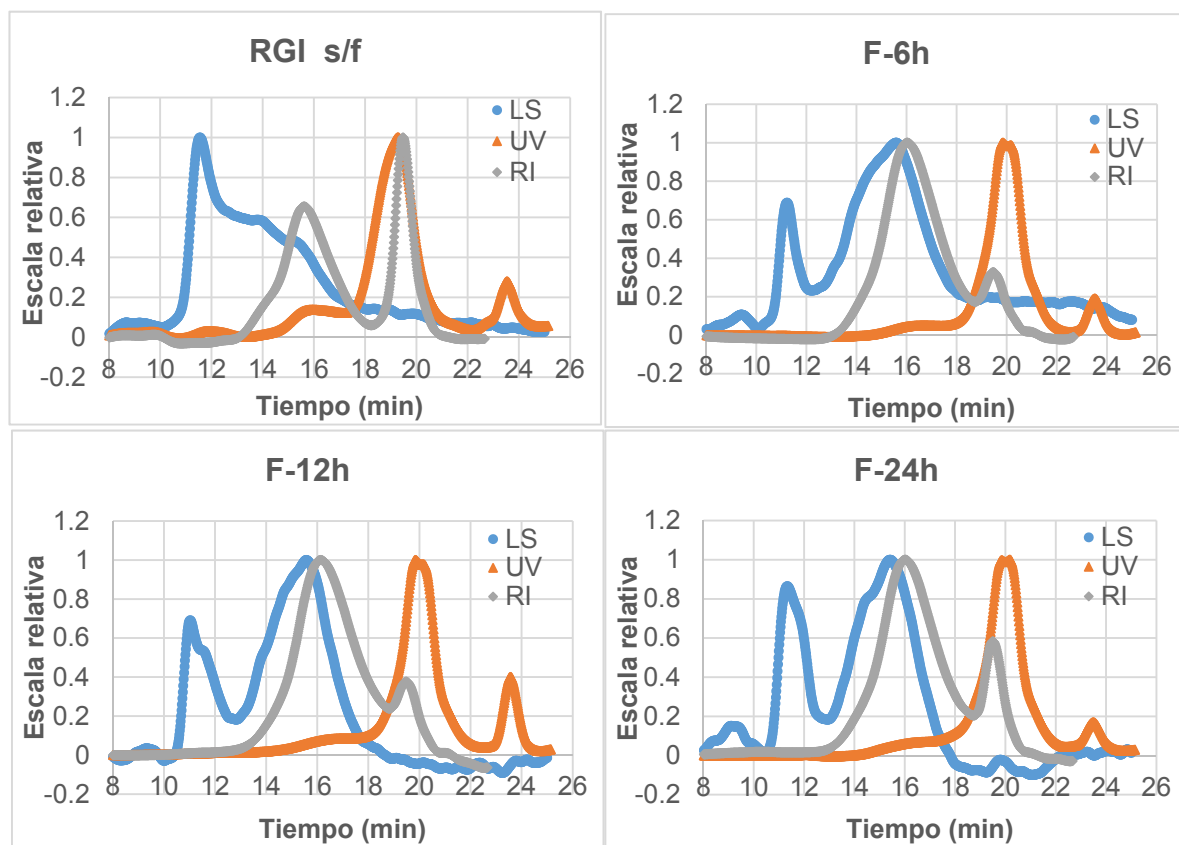 RGI s/f
Escala relativa
1.2
1
0.8
0.6
0.4
0.2
0
-0.2
8 10 12 14 16 18 20 22 24 26
Tiempo (min)
LS
UV
RI
F-6h
Escala relativa
1.2
1
0.8
0.6
0.4
0.2
0
-0.2
8 10 12 14 16 18 20 22 24 26
Tiempo (min)
LS
UV
RI
F-12h
Escala relativa
1.2
1
0.8
0.6
0.4
0.2
0
-0.2
8 10 12 14 16 18 20 22 24 26
Tiempo (min)
LS
UV
RI
F-24h
Escala relativa
1.2
1
0.8
0.6
0.4
0.2
0
-0.2
8 10 12 14 16 18 20 22 24 26
Tiempo (min)
LS
UV
RI